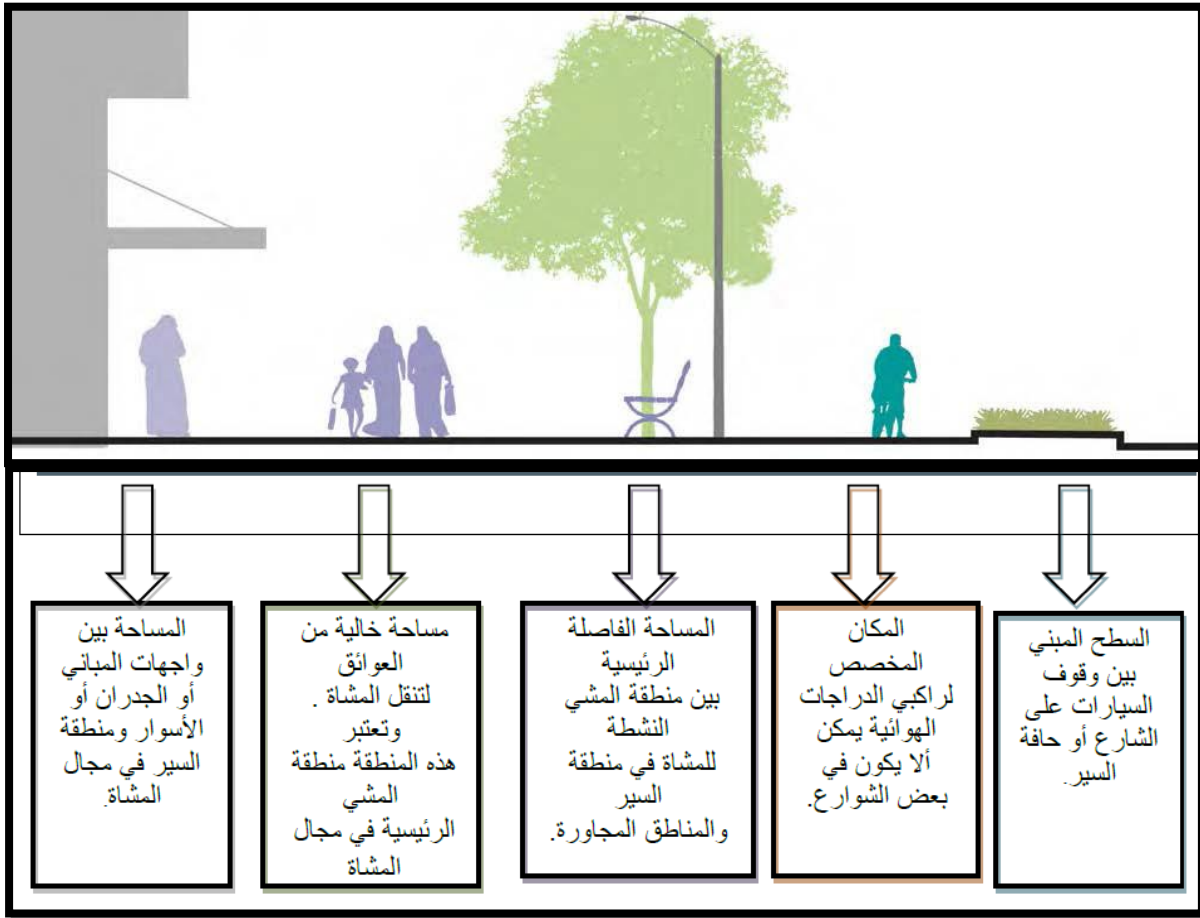 السطح المبني
بين وقوف
السيارات على
الشارع أو حافة
السير.
المكان
المخصص
لراكبي الدراجات
الهوائية يمكن
ألا يكون في
بعض الشوارع.
المساحة الفاصلة
الرئيسية
بين منطقة المشي
النشطة
للمشاة في منطقة
السير
والمناطق المجاورة.
مساحة خالية من
العوائق
لتنقل المشاة .
وتعتبر
هذه المنطقة منطقة
المشي
الرئيسية في مجال
المشاة
المساحة بين
واجهات المباني
أو الجدران أو
الأسوار ومنطقة
السير في مجال
المشاة.